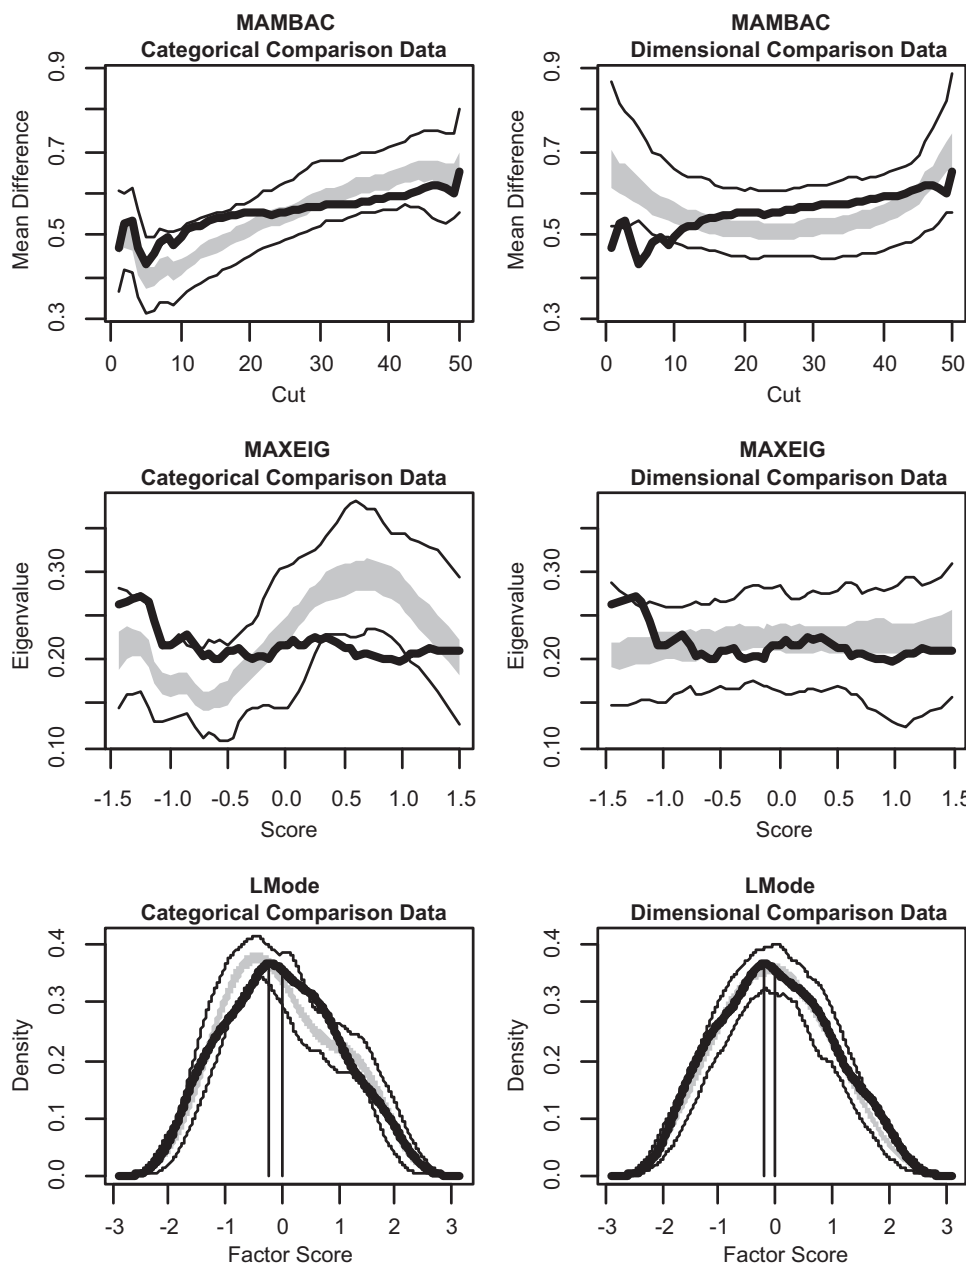 MAMBAC
Categorical Comparison Data
Mean Difference
0.9
0.7
0.5
0.3
0 10 20 30 40 50
Cut
MAMBAC
Dimensional Comparison Data
Mean Difference
0.9
0.7
0.5
0.3
0 10 20 30 40 50
Cut
MAXEIG
Categorical Comparison Data
Eigenvalue
0.30
0.20
0.10
-1.5 -1.0 -0.5 0.0 0.5 1.0 1.5
Score
MAXEIG
Dimensional Comparison Data
Eigenvalue
0.30
0.20
0.10
-1.5 -1.0 -0.5 0.0 0.5 1.0 1.5
Score
LMode
Categorical Comparison Data
Density
0.4
0.3
0.2
0.1
0.0
-3 -2 -1 0 1 2 3
Factor Score
LMode
Dimensional Comparison Data
Density
0.4
0.3
0.2
0.1
0.0
-3 -2 -1 0 1 2 3
Factor Score